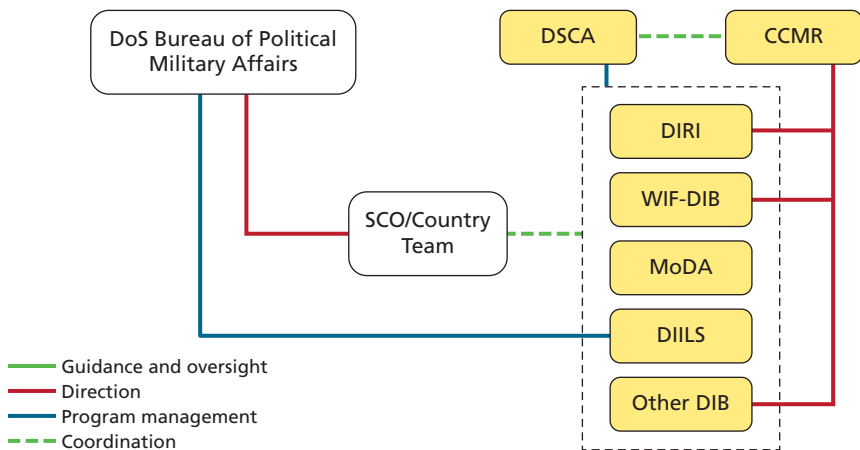 DoS Bureau of Political
Military Affairs
DSCA
CCMR
DIRI
WIF-DIB
SCO/Country
Team
MoDA
DIILS
Other DIB
Guidance and oversight
Direction
Program management
Coordination